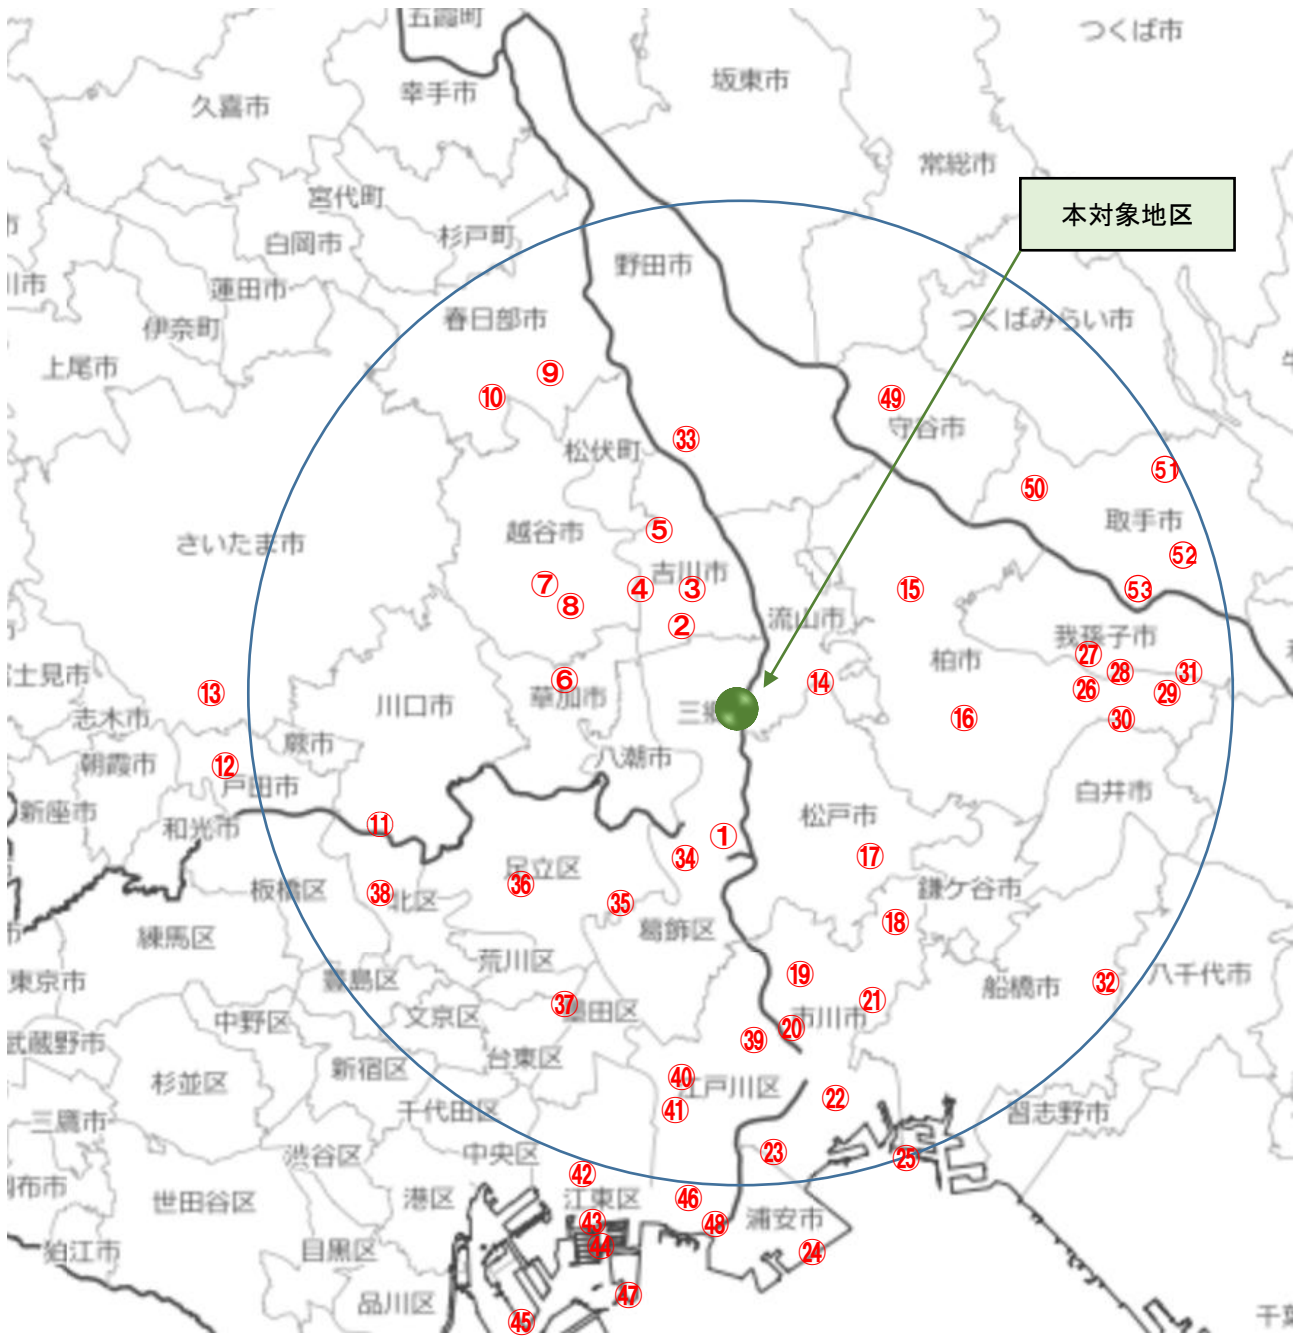 五霞町
つくば市
坂東市
幸手市
久喜市
常総市
宮代町
本対象地区
杉戸町
白岡市
野田市
川市
蓮田市
春日部市
つくばみらい市
伊奈町
上尾市
⑨
⑩
㊾
守谷市
㉝
松伏町
51
㊿
取手市
⑤
越谷市
さいたま市
52
吉川市
⑦
④
③
⑮
53
⑧
流山市
②
我孫子市
㉗
柏市
㉘
㉛
士見市
⑥
⑭
㉖
㉙
⑬
草加市
川口市
三郷
志木市
⑯
㉚
蕨市
八潮市
朝霞市
⑫
戸田市
白井市
新座市
和光市
⑪
松戸市
①
㉞
⑰
足立区
㊱
板橋区
㊳
北区
鎌ケ谷市
㉟
⑱
葛飾区
練馬区
荒川区
⑲
八千代市
東京市
豊島区
船橋市
㉜
㊲
墨田区
㉑
文京区
中野区
市川市
⑳
武蔵野市
㊴
台東区
新宿区
杉並区
㊵
江戸川区
㉒
千代田区
㊶
習志野市
三鷹市
渋谷区
中央区
㉓
㉕
㊷
布市
世田谷区
港区
江東区
㊻
浦安市
㊸
㊽
㊹
狛江市
目黒区
㉔
㊼
品川区
㊺
千葉